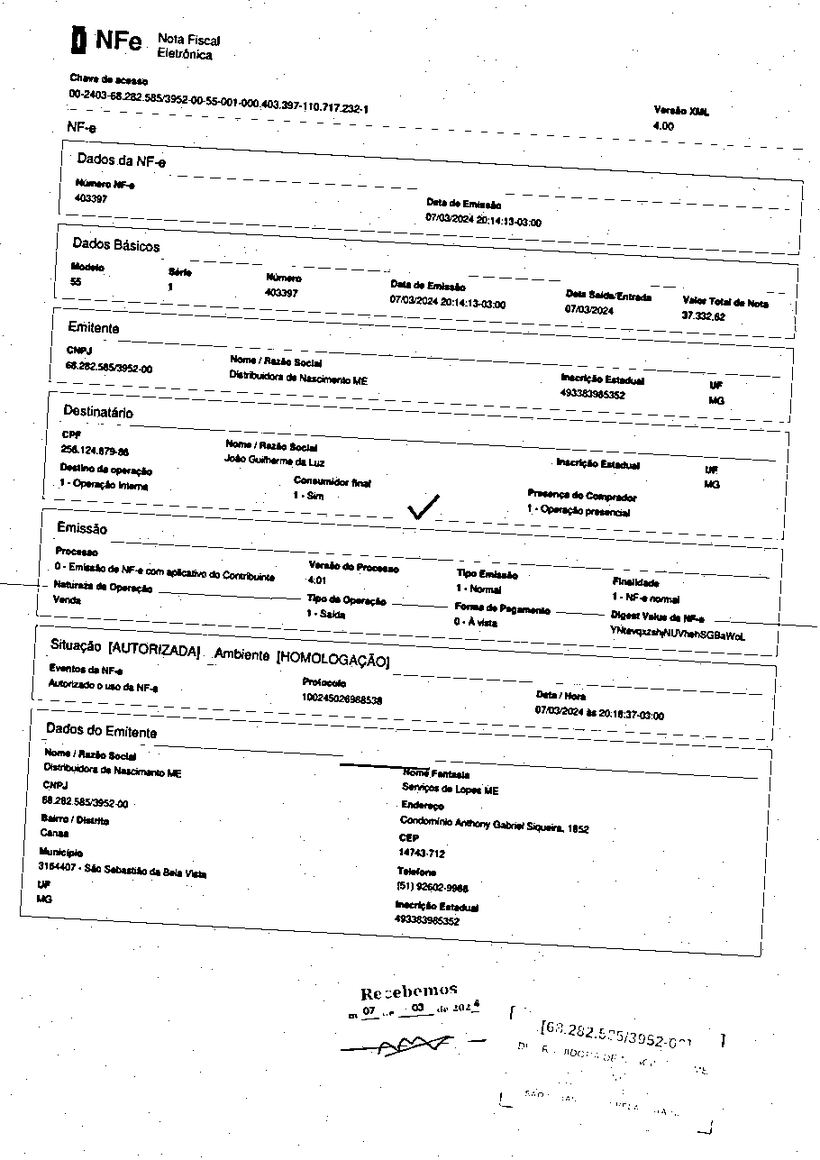 NFe Nota Fiscal
Eletrônica
Chave de acesso
00-2403-68.282.585/3952-00-55-001-000.403.397-110.717.232-1
Versão XML
4.00
NF-e
Dados da NF-e
Número NF-e
403397
Data de Emissão
07/03/2024 20:14:13-03:00
Dados Básicos
Modelo Série Número Data de Emissão Data Saída/Entrada Valor Total da Nota
55 1 403397 07/03/2024 20:14:13-03:00 07/03/2024 37.332,62
Emitente
CNPJ Nome / Razão Social Inscrição Estadual UF
68.282.585/3952-00 Distribuidora de Nascimento ME 493383985352 MG
Destinatário
CPF Nome / Razão Social Inscrição Estadual UF
256.124.879-86 João Guilherme da Luz MG
Destino da operação Consumidor final Presença do Comprador
1 - Operação Interna 1 - Sim 1 - Operação presencial
Emissão
Processo Versão do Processo Tipo Emissão Finalidade
0 - Emissão de NF-e com aplicativo do Contribuinte 4.01 1 - Normal 1 - NF-e normal
Natureza da Operação Tipo da Operação Forma de Pagamento Digest Value da NF-e
Venda 1 - Saída 0 - À vista
Situação [AUTORIZADA] Ambiente [HOMOLOGAÇÃO]
Eventos da NF-e Protocolo Data / Hora
Autorizado o uso da NF-e 100245026988538 07/03/2024 às 20:18:37-03:00
Dados do Emitente
Nome / Razão Social Nome Fantasia
Distribuidora de Nascimento ME Serviços de Lopes ME
CNPJ Endereço
68.282.585/3952-00 Condomínio Anthony Gabriel Siqueira, 1852
Bairro / Distrito CEP
Canaa 14743-712
Município Telefone
3164407 - São Sebastião da Bela Vista (51) 92602-9966
UF Inscrição Estadual
MG 493383985352
Recebemos
07 03 de 2024